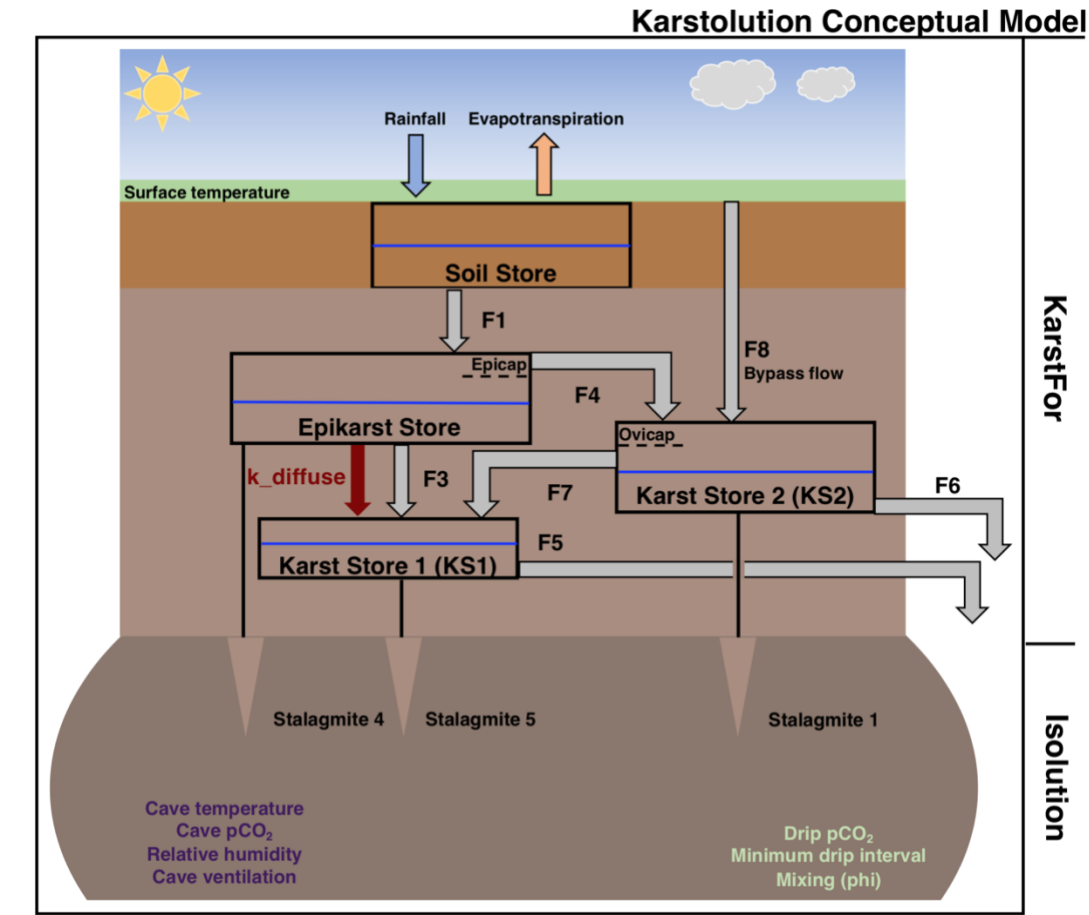 Karstolution Conceptual Model
Rainfall
Evapotranspiration
Surface temperature
Soil Store
F1
F8
Bypass flow
Epicap
F4
Epikarst Store
Ovicap
k_diffuse
F3
F7
Karst Store 2 (KS2)
F6
F5
Karst Store 1 (KS1)
KarstFor
Stalagmite 4
Stalagmite 5
Stalagmite 1
Isolution
Cave temperature
Cave pCO₂
Relative humidity
Cave ventilation
Drip pCO₂
Minimum drip interval
Mixing (phi)